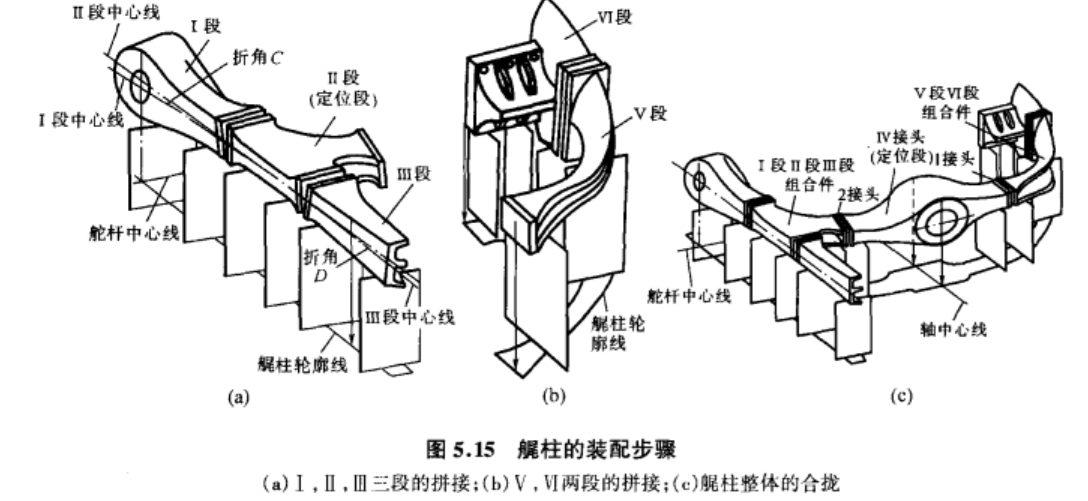 Ⅱ段中心线
Ⅰ段
折角C
Ⅱ段
(定位段)
Ⅰ段中心线
Ⅲ段
舵杆中心线
折角
D
Ⅲ段中心线
艉柱轮廓线
(a)
Ⅵ段
Ⅴ段
艉柱轮
廓线
(b)
Ⅴ段Ⅵ段
组合件
Ⅳ接头
(定位段)
1接头
Ⅰ段Ⅱ段Ⅲ段
组合件
2接头
舵杆中心线
轴中心线
(c)
图 5.15 艉柱的装配步骤
(a)Ⅰ,Ⅱ,Ⅲ三段的拼接;(b)Ⅴ,Ⅵ两段的拼接;(c)艉柱整体的合拢